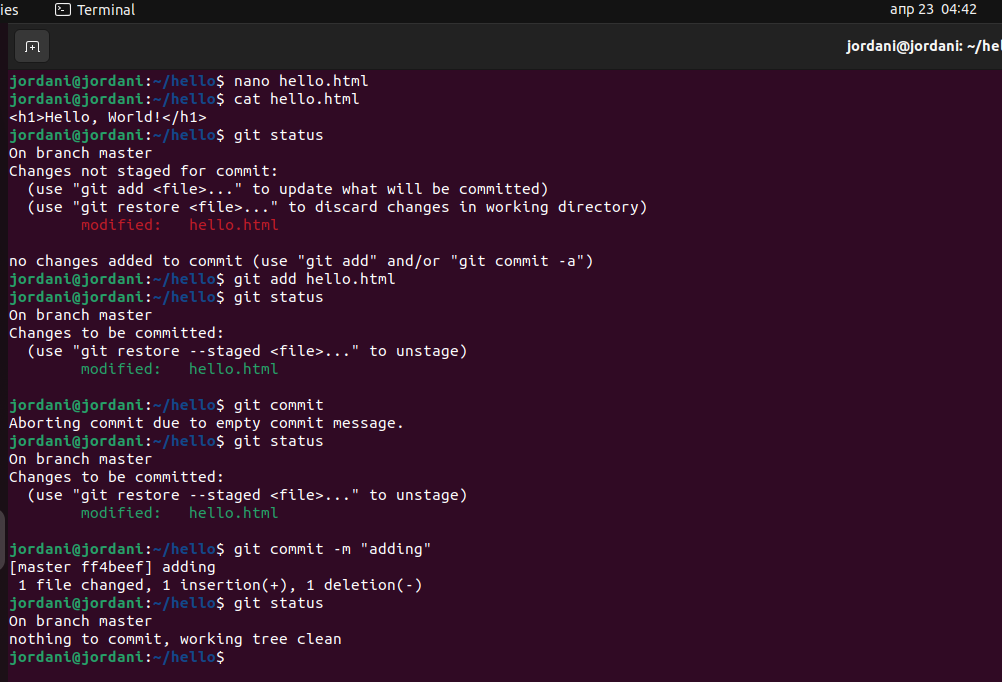 ies Terminal апр 23 04:42
jordani@jordani: ~/hel
jordani@jordani:~/hello$ nano hello.html
jordani@jordani:~/hello$ cat hello.html
<h1>Hello, World!</h1>
jordani@jordani:~/hello$ git status
On branch master
Changes not staged for commit:
  (use "git add <file>..." to update what will be committed)
  (use "git restore <file>..." to discard changes in working directory)
        modified:   hello.html

no changes added to commit (use "git add" and/or "git commit -a")
jordani@jordani:~/hello$ git add hello.html
jordani@jordani:~/hello$ git status
On branch master
Changes to be committed:
  (use "git restore --staged <file>..." to unstage)
        modified:   hello.html

jordani@jordani:~/hello$ git commit
Aborting commit due to empty commit message.
jordani@jordani:~/hello$ git status
On branch master
Changes to be committed:
  (use "git restore --staged <file>..." to unstage)
        modified:   hello.html

jordani@jordani:~/hello$ git commit -m "adding"
[master ff4beef] adding
 1 file changed, 1 insertion(+), 1 deletion(-)
jordani@jordani:~/hello$ git status
On branch master
nothing to commit, working tree clean
jordani@jordani:~/hello$